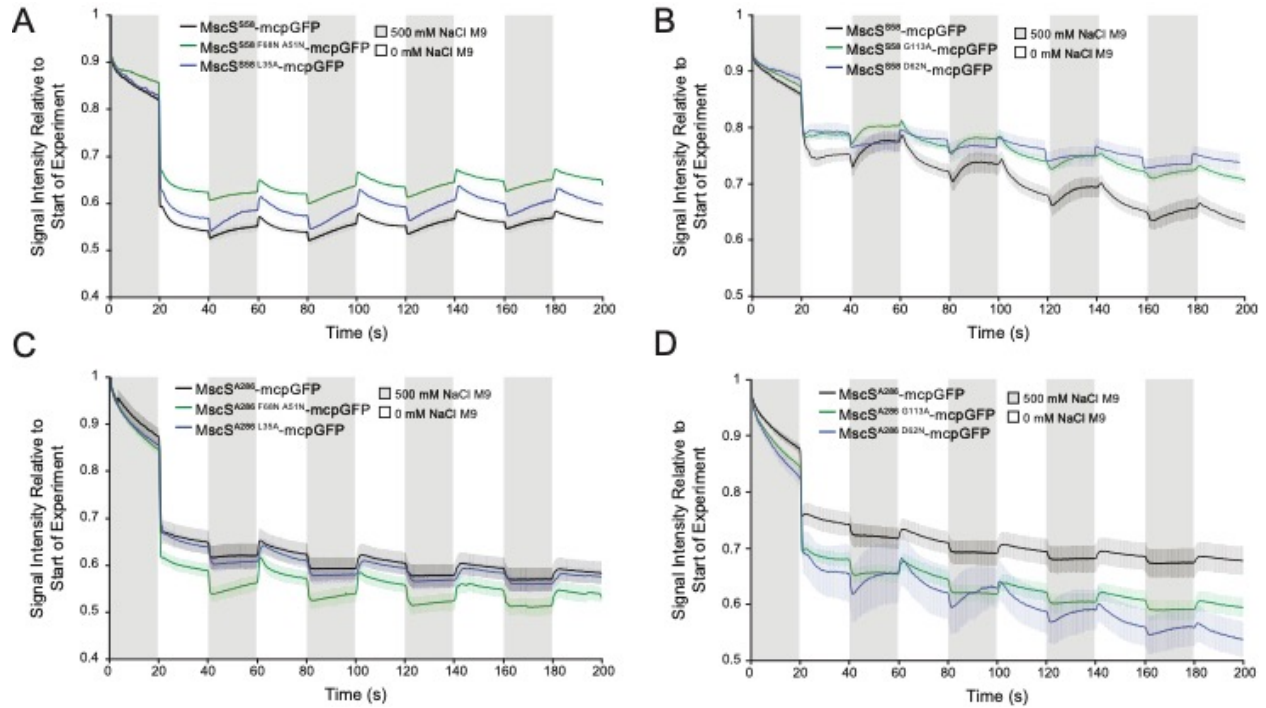 A
MscS^S58-mcpGFP
MscS^S58 F68N A51N-mcpGFP
MscS^S58 L35A-mcpGFP
500 mM NaCl M9
0 mM NaCl M9
Signal Intensity Relative to
Start of Experiment
1
0.9
0.8
0.7
0.6
0.5
0.4
0 20 40 60 80 100 120 140 160 180 200
Time (s)
B
MscS^S58-mcpGFP
MscS^S58 G113A-mcpGFP
MscS^S58 D62N-mcpGFP
500 mM NaCl M9
0 mM NaCl M9
Signal Intensity Relative to
Start of Experiment
1
0.9
0.8
0.7
0.6
0.5
0 20 40 60 80 100 120 140 160 180 200
Time (s)
C
MscS^A286-mcpGFP
MscS^A286 F68N A51N-mcpGFP
MscS^A286 L35A-mcpGFP
500 mM NaCl M9
0 mM NaCl M9
Signal Intensity Relative to
Start of Experiment
1
0.9
0.8
0.7
0.6
0.5
0.4
0 20 40 60 80 100 120 140 160 180 200
Time (s)
D
MscS^A286-mcpGFP
MscS^A286 G113A-mcpGFP
MscS^A286 D62N-mcpGFP
500 mM NaCl M9
0 mM NaCl M9
Signal Intensity Relative to
Start of Experiment
1
0.9
0.8
0.7
0.6
0.5
0 20 40 60 80 100 120 140 160 180 200
Time (s)